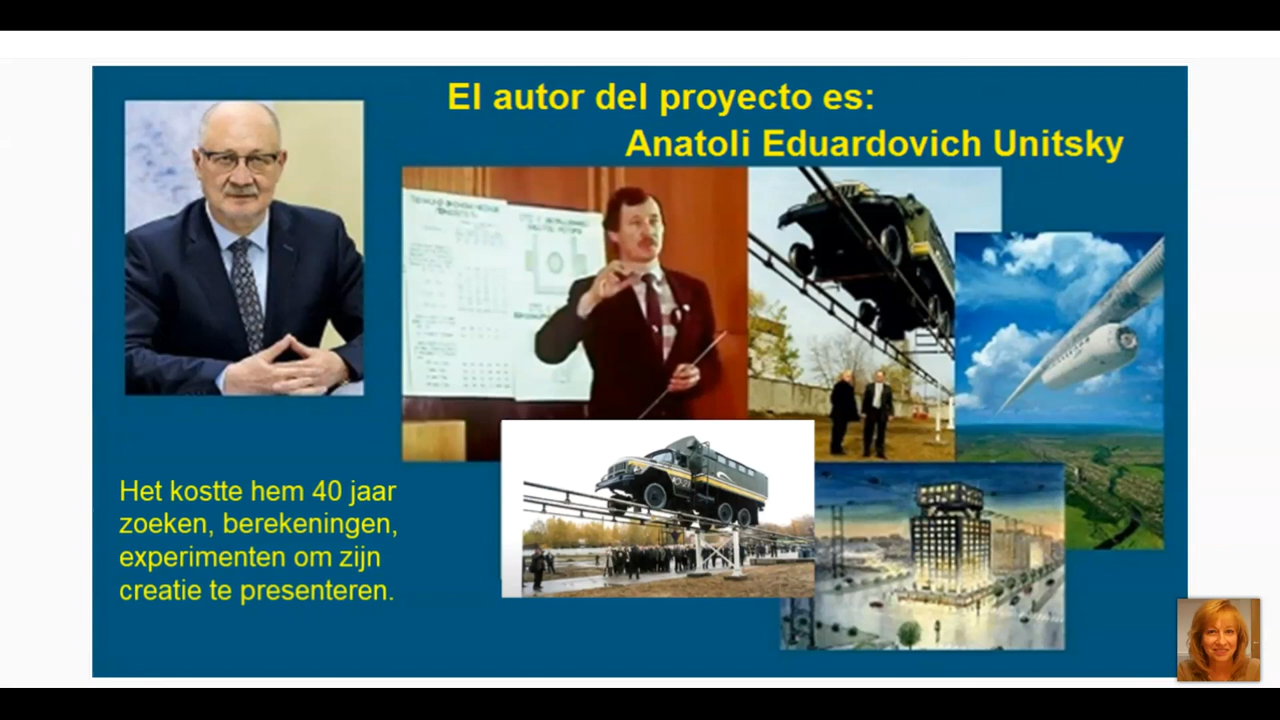 El autor del proyecto es:
Anatoli Eduardovich Unitsky
Het kostte hem 40 jaar
zoeken, berekeningen,
experimenten om zijn
creatie te presenteren.